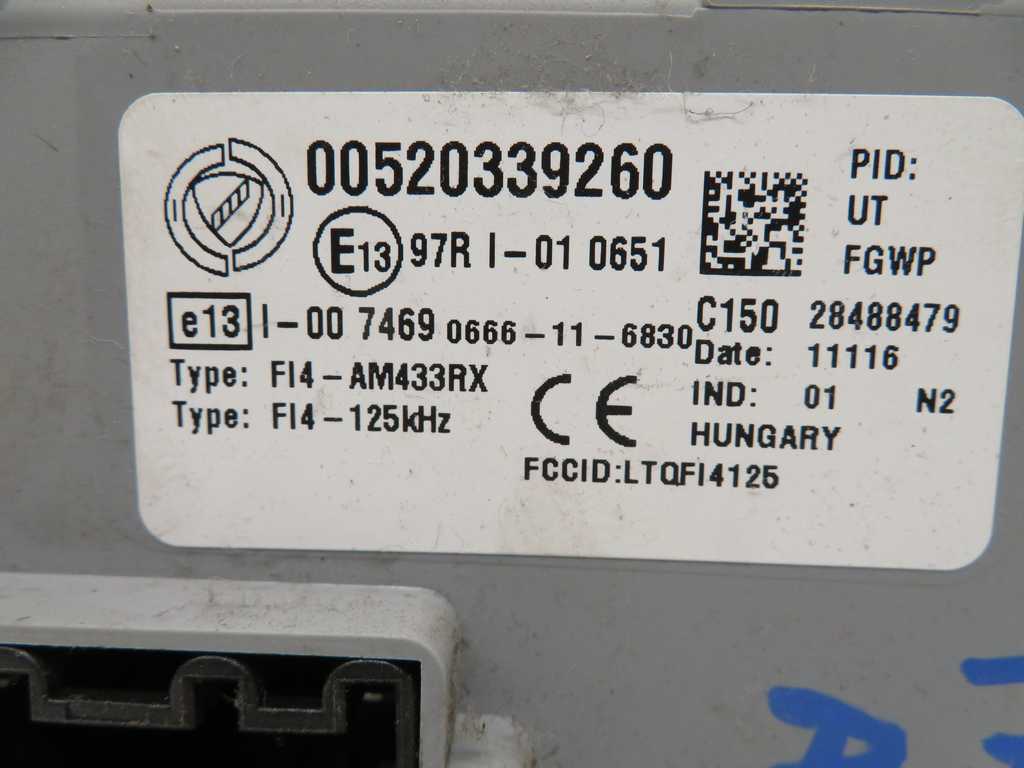 00520339260
E13 97R I-01 0651
e13 I-00 7469 0666-11-6830
Type: FI4-AM433RX
Type: FI4-125kHz
FCCID:LTQFI4125
PID:
UT
FGWP
C150 28488479
Date: 11116
IND: 01 N2
HUNGARY
CE